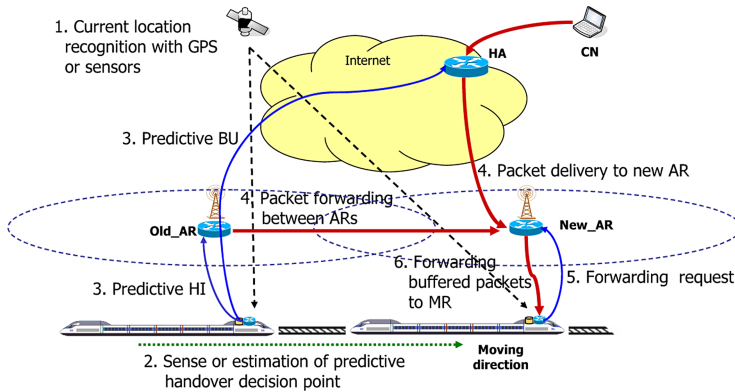 1. Current location
recognition with GPS
or sensors
Internet
HA
CN
3. Predictive BU
4. Packet delivery to new AR
4. Packet forwarding
between ARs
Old_AR
New_AR
3. Predictive HI
6. Forwarding
buffered packets
to MR
5. Forwarding request
2. Sense or estimation of predictive
handover decision point
Moving
direction